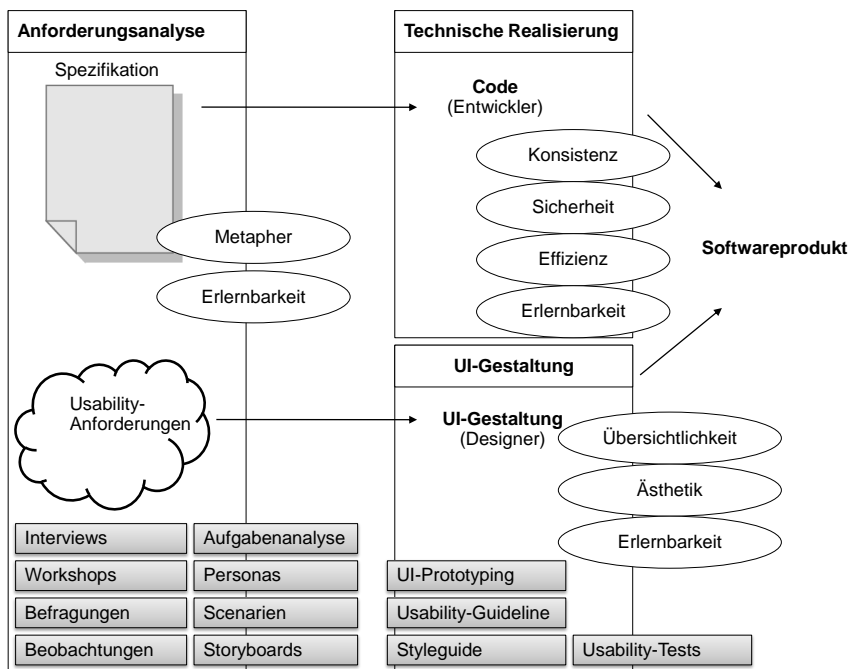 Anforderungsanalyse
Spezifikation
Metapher
Erlernbarkeit
Usability-
Anforderungen
Interviews
Aufgabenanalyse
Workshops
Personas
Befragungen
Scenarien
Beobachtungen
Storyboards
Technische Realisierung
Code
(Entwickler)
Konsistenz
Sicherheit
Effizienz
Erlernbarkeit
UI-Gestaltung
UI-Gestaltung
(Designer)
Übersichtlichkeit
Ästhetik
Erlernbarkeit
UI-Prototyping
Usability-Guideline
Styleguide
Usability-Tests
Softwareprodukt